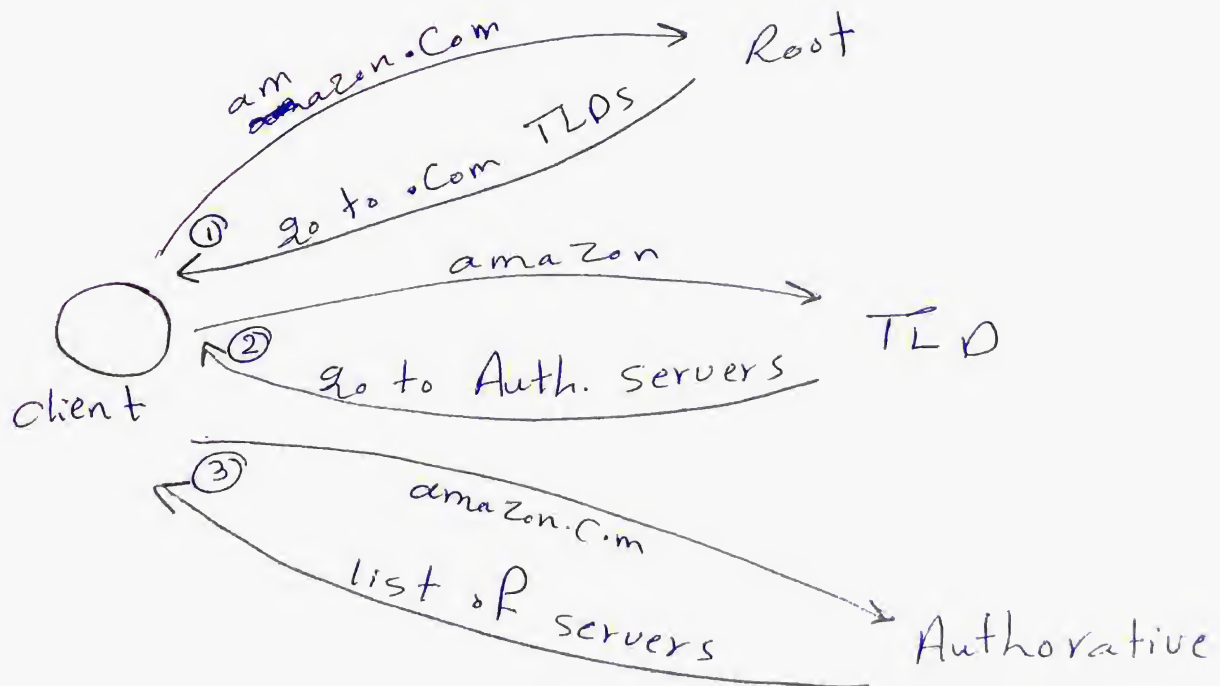 amazon.Com
Root
① go to .Com TLDs
amazon
TLD
② go to Auth. servers
client
③
amazon.Com
list of servers
Authorative